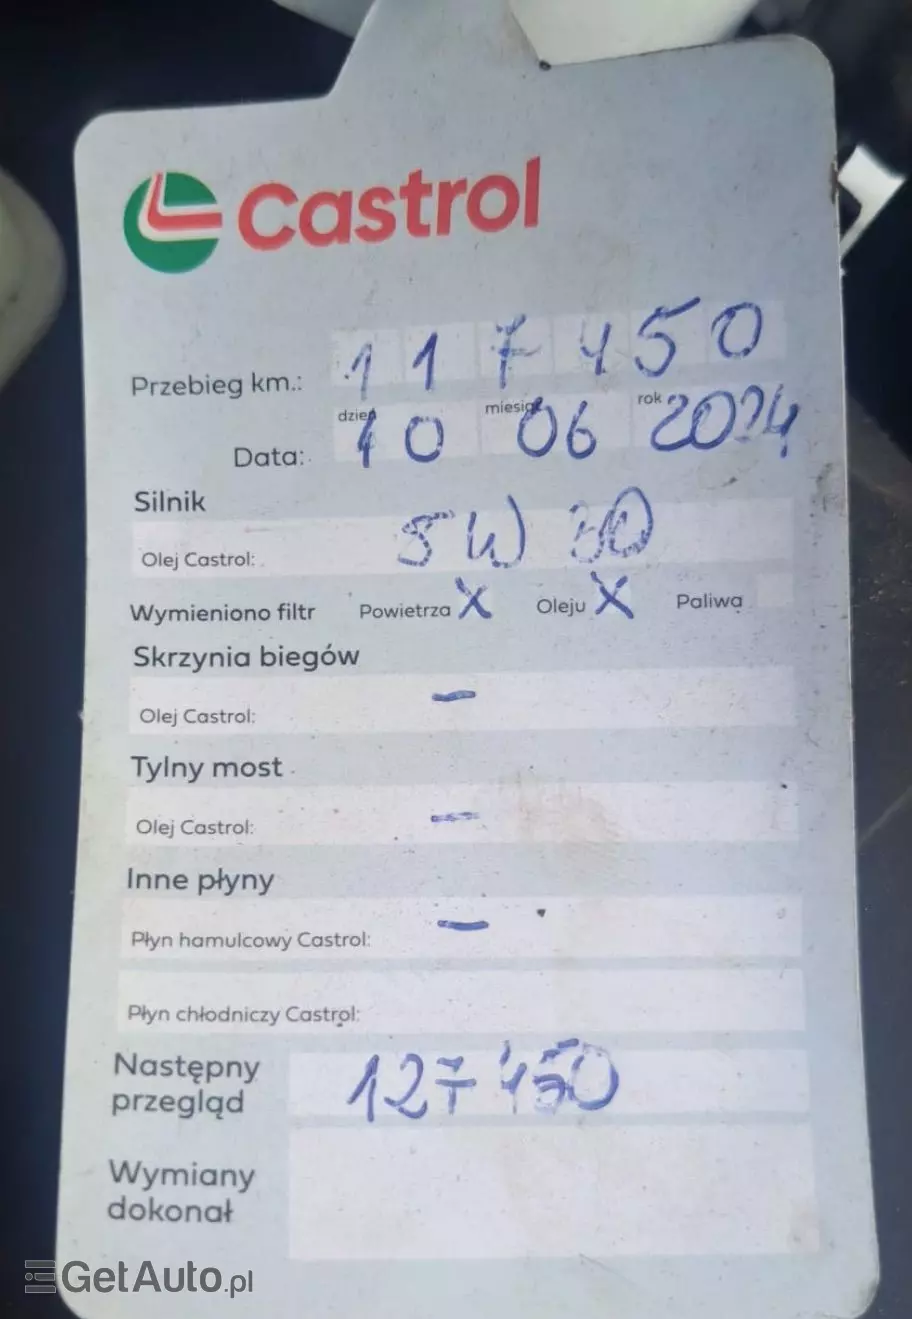 Castrol
Przebieg km.: 117450
dzień miesiąc rok
Data: 10 06 2024
Silnik
Olej Castrol: 5W 30
Wymieniono filtr Powietrza X Oleju X Paliwa
Skrzynia biegów
Olej Castrol: —
Tylny most
Olej Castrol: —
Inne płyny
Płyn hamulcowy Castrol: —
Płyn chłodniczy Castrol:
Następny
przegląd 127450
Wymiany
dokonał
GetAuto.pl